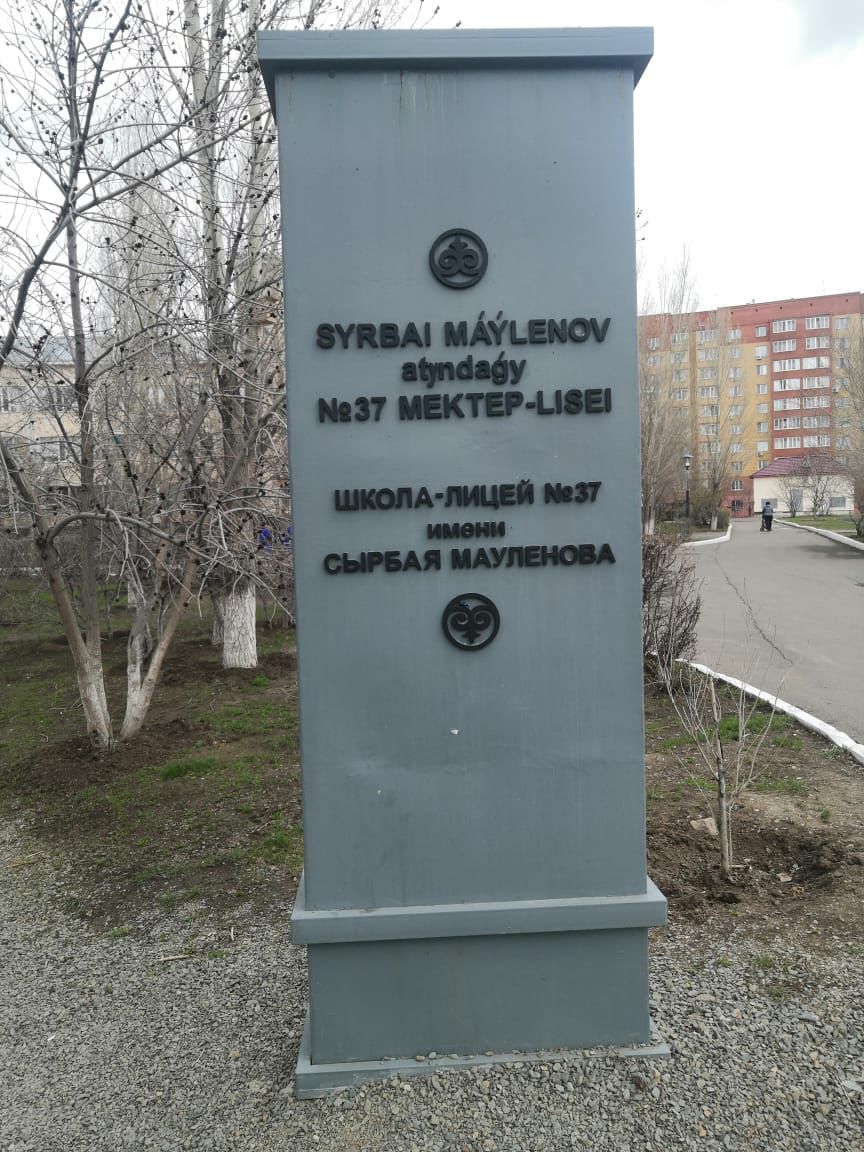 SYRBAI MÁÝLENOV
atyndaǵy
№37 MEKTEP-LISEI
ШКОЛА-ЛИЦЕЙ №37
имени
СЫРБАЯ МАУЛЕНОВА